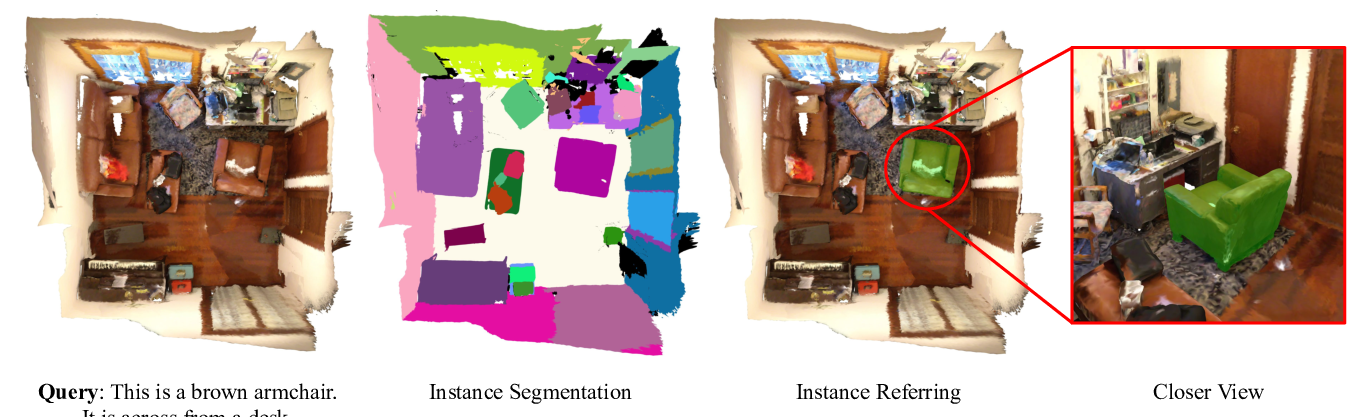 Query: This is a brown armchair.
It is across from a desk
Instance Segmentation
Instance Referring
Closer View